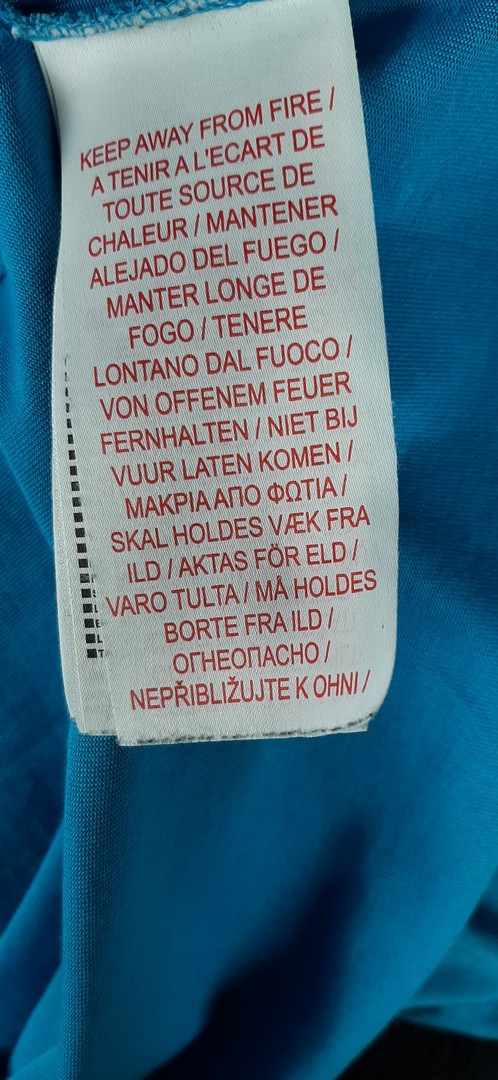 KEEP AWAY FROM FIRE /
A TENIR A L'ECART DE
TOUTE SOURCE DE
CHALEUR / MANTENER
ALEJADO DEL FUEGO /
MANTER LONGE DE
FOGO / TENERE
LONTANO DAL FUOCO /
VON OFFENEM FEUER
FERNHALTEN / NIET BIJ
VUUR LATEN KOMEN /
ΜΑΚΡΙΑ ΑΠΟ ΦΩΤΙΑ /
SKAL HOLDES VÆK FRA
ILD / AKTAS FÖR ELD /
VARO TULTA / MÅ HOLDES
BORTE FRA ILD /
ОГНЕОПАСНО /
NEPŘIBLIŽUJTE K OHNI /